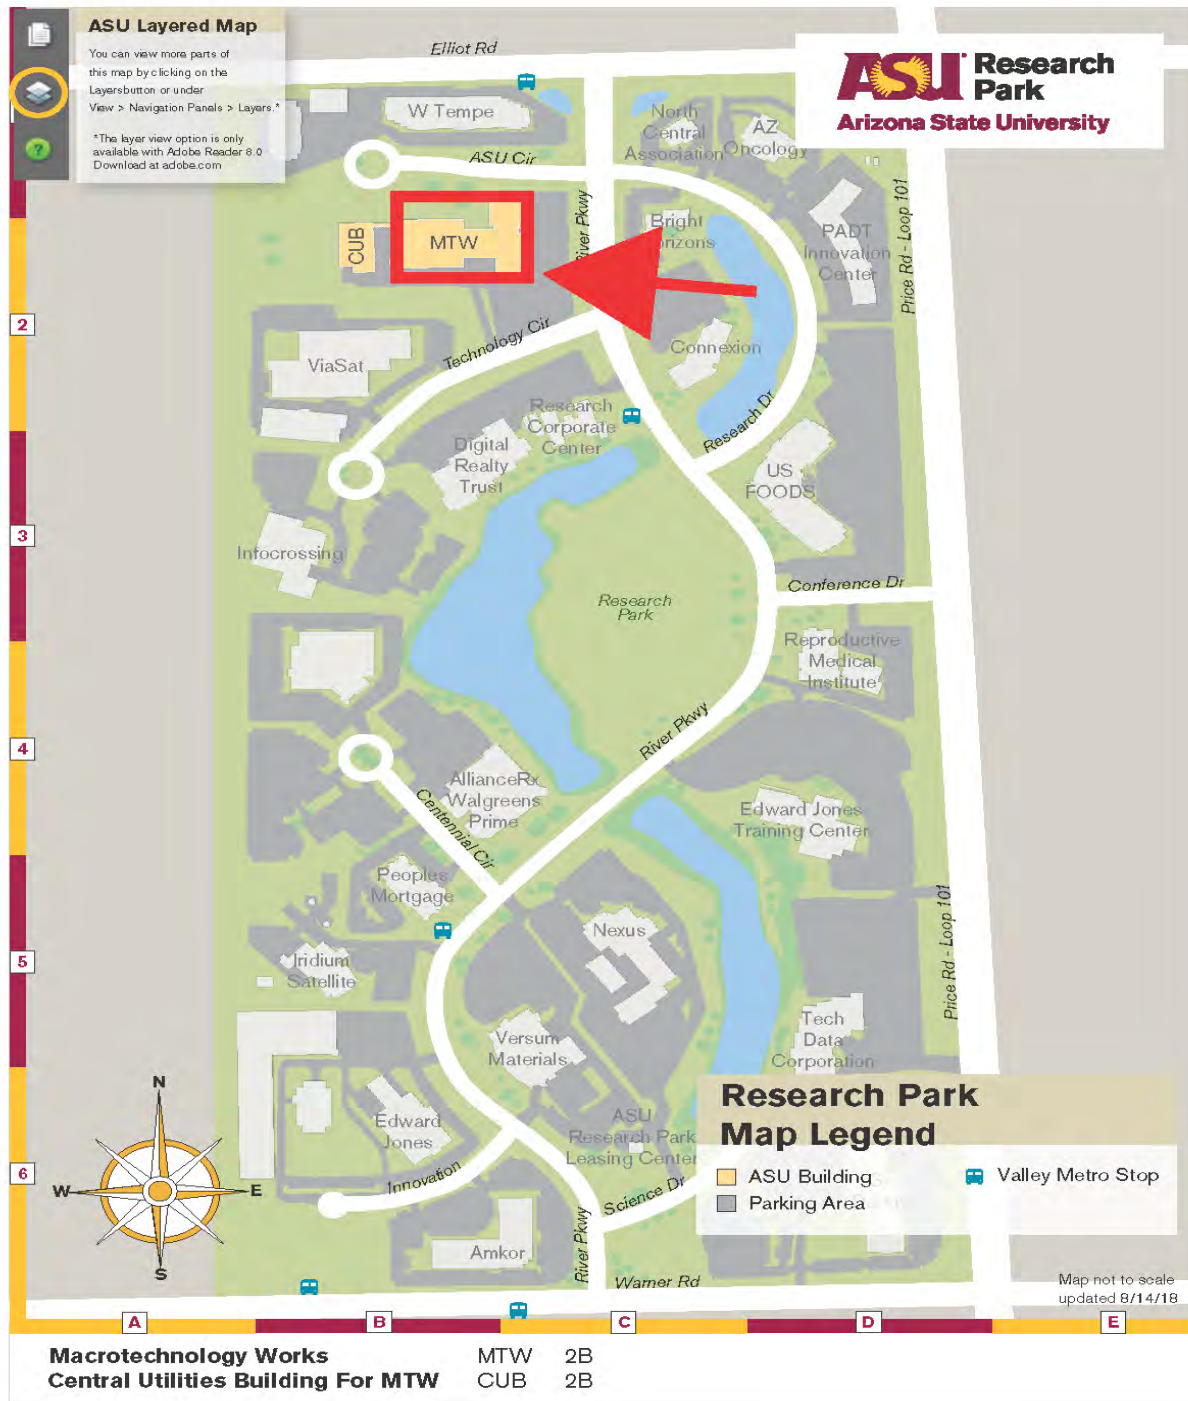 ASU Layered Map
You can view more parts of
this map by clicking on the
Layersbutton or under
View > Navigation Panels > Layers.*
*The layer view option is only
available with Adobe Reader 8.0
Download at adobe.com
?
Elliot Rd
ASU Research
Park
Arizona State University
W Tempe
North
Central
Association
AZ
Oncology
ASU Cir
River Pkwy
Price Rd - Loop 101
Bright
PADT
Innovation
Center
CUB
MTW
2
Technology Cir
ViaSat
Connexion
Research
Corporate
Center
Research Dr
Digital
Realty
Trust
US
FOODS
3
Infocrossing
Conference Dr
Research
Park
Reproductive
Medical
Institute
River Pkwy
4
AllianceRx
Walgreens
Prime
Centennial Cir
Edward Jones
Training Center
Peoples
Mortgage
Price Rd - Loop 101
Nexus
5
Iridium
Satellite
Tech
Data
Corporation
Versum
Materials
N
W
E
S
Edward
Jones
ASU
Research Park
Leasing Center
6
Innovation
Science Dr
River Pkwy
Amkor
Warner Rd
Research Park
Map Legend
ASU Building
Valley Metro Stop
Parking Area
Map not to scale
updated 8/14/18
A B C D E
Macrotechnology Works MTW 2B
Central Utilities Building For MTW CUB 2B